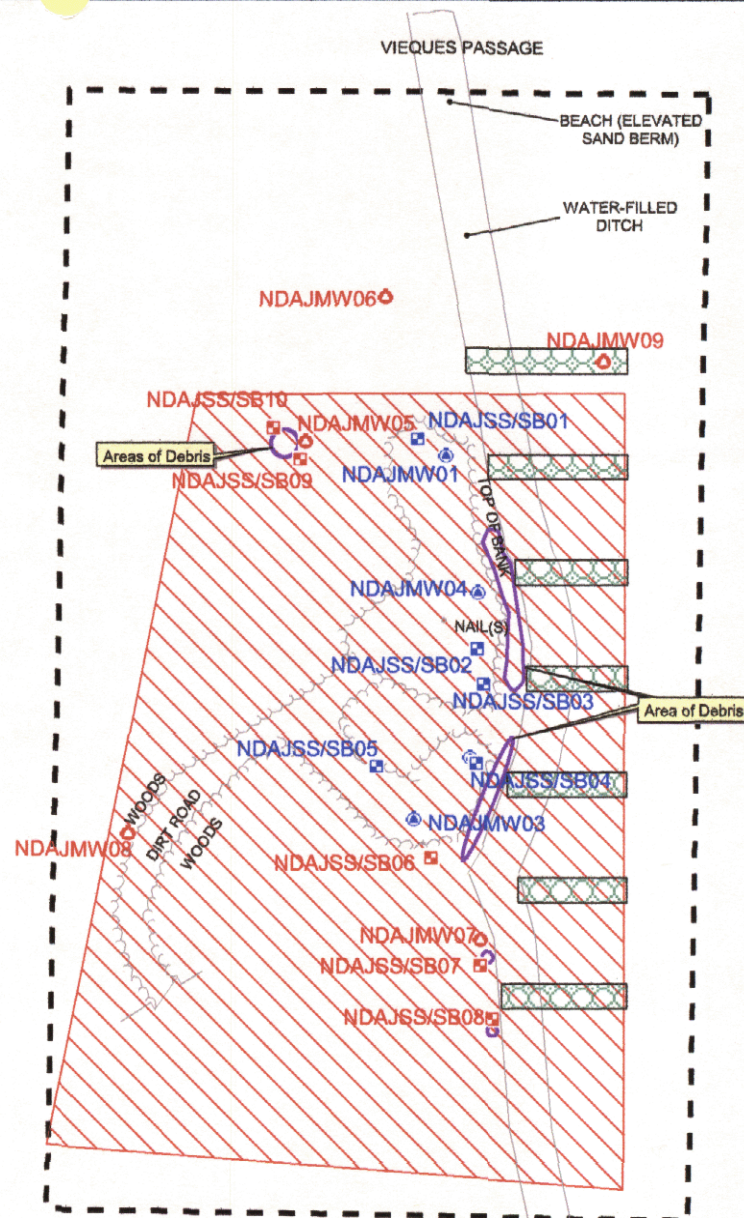 VIEQUES PASSAGE
BEACH (ELEVATED
SAND BERM)
WATER-FILLED
DITCH
NDAJMW06
NDAJMW09
NDAJSS/SB10
NDAJMW05
NDAJSS/SB01
Areas of Debris
NDAJSS/SB09
NDAJMW01
TOP OF BANK
NDAJMW04
NAIL(S)
NDAJSS/SB02
NDAJSS/SB03
Area of Debris
NDAJSS/SB05
NDAJSS/SB04
WOODS
DIRT ROAD
WOODS
NDAJMW03
NDAJMW08
NDAJSS/SB06
NDAJMW07
NDAJSS/SB07
NDAJSS/SB08